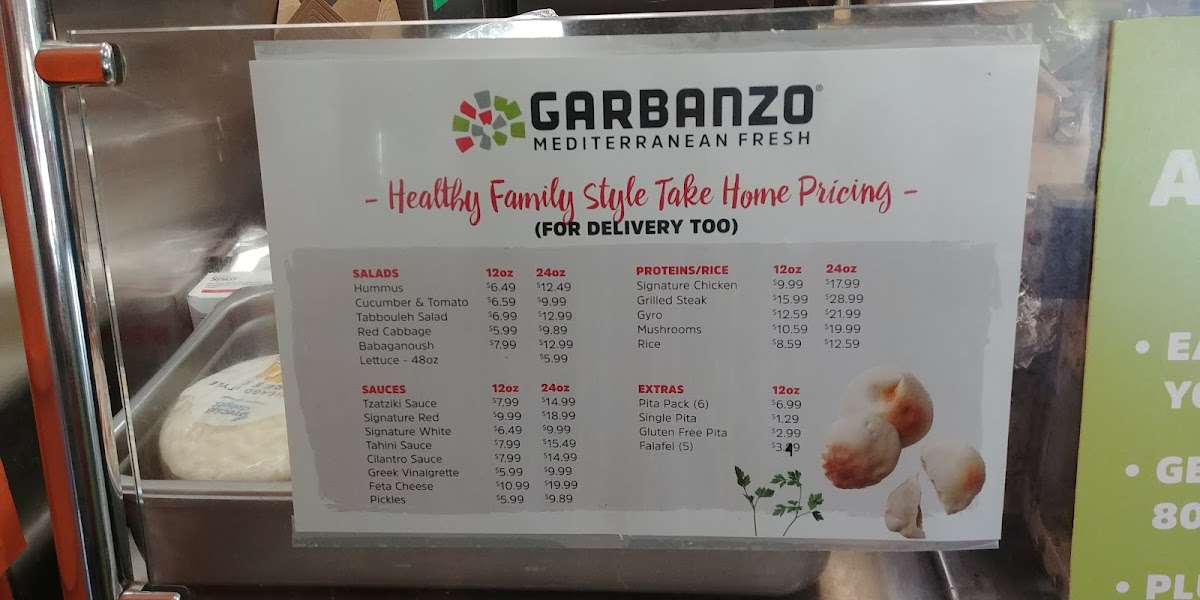 GARBANZO®
MEDITERRANEAN FRESH
- Healthy Family Style Take Home Pricing -
(FOR DELIVERY TOO)
SALADS 12oz 24oz
Hummus $6.49 $12.49
Cucumber & Tomato $6.59 $9.99
Tabbouleh Salad $6.99 $12.99
Red Cabbage $5.99 $9.89
Babaganoush $7.99 $12.99
Lettuce - 48oz - $5.99
SAUCES 12oz 24oz
Tzatziki Sauce $7.99 $14.99
Signature Red $9.99 $18.99
Signature White $6.49 $9.99
Tahini Sauce $7.99 $15.49
Cilantro Sauce $7.99 $14.99
Greek Vinaigrette $5.99 $9.99
Feta Cheese $10.99 $19.99
Pickles $5.99 $9.89
PROTEINS/RICE 12oz 24oz
Signature Chicken $9.99 $17.99
Grilled Steak $15.99 $28.99
Gyro $12.59 $21.99
Mushrooms $10.59 $19.99
Rice $8.59 $12.59
EXTRAS 12oz
Pita Pack (6) $6.99
Single Pita $1.29
Gluten Free Pita $2.99
Falafel (5)
A
• EA
YO
• GE
80
• PL